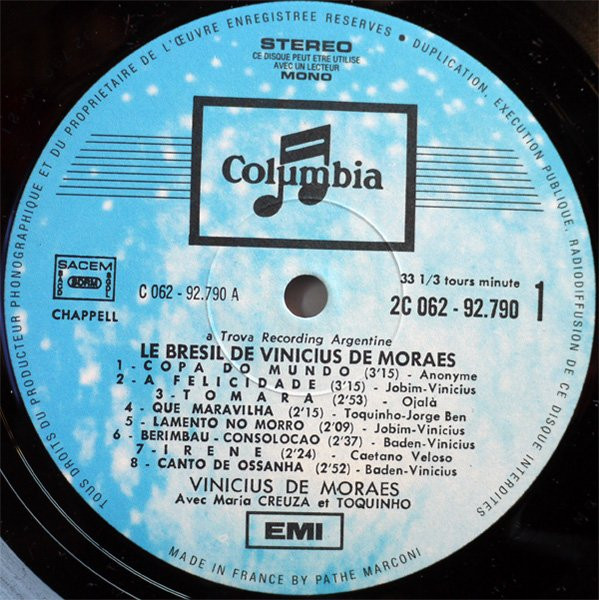 TOUS DROITS DU PRODUCTEUR PHONOGRAPHIQUE ET DU PROPRIETAIRE DE L'ŒUVRE ENREGISTREE RESERVES • DUPLICATION, EXECUTION PUBLIQUE, RADIODIFFUSION DE CE DISQUE INTERDITES
STEREO
CE DISQUE PEUT ETRE UTILISE
AVEC UN LECTEUR
MONO
Columbia
SACEM
SACD BIEM SDRM SGDL
CHAPPELL
C 062 - 92.790 A
33 1/3 tours minute
2C 062 - 92.790 1
a Trova Recording Argentine
LE BRESIL DE VINICIUS DE MORAES
1 - COPA DO MUNDO (3'15) - Anonyme
2 - A FELICIDADE (3'15) - Jobim-Vinicius
3 - TOMARA (2'53) - Ojalà
4 - QUE MARAVILHA (2'15) - Toquinho-Jorge Ben
5 - LAMENTO NO MORRO (2'09) - Jobim-Vinicius
6 - BERIMBAU - CONSOLOCAO (2'37) - Baden-Vinicius
7 - IRENE (2'24) - Caetano Veloso
8 - CANTO DE OSSANHA (2'52) - Baden-Vinicius
VINICIUS DE MORAES
Avec Maria CREUZA et TOQUINHO
EMI
MADE IN FRANCE BY PATHE MARCONI